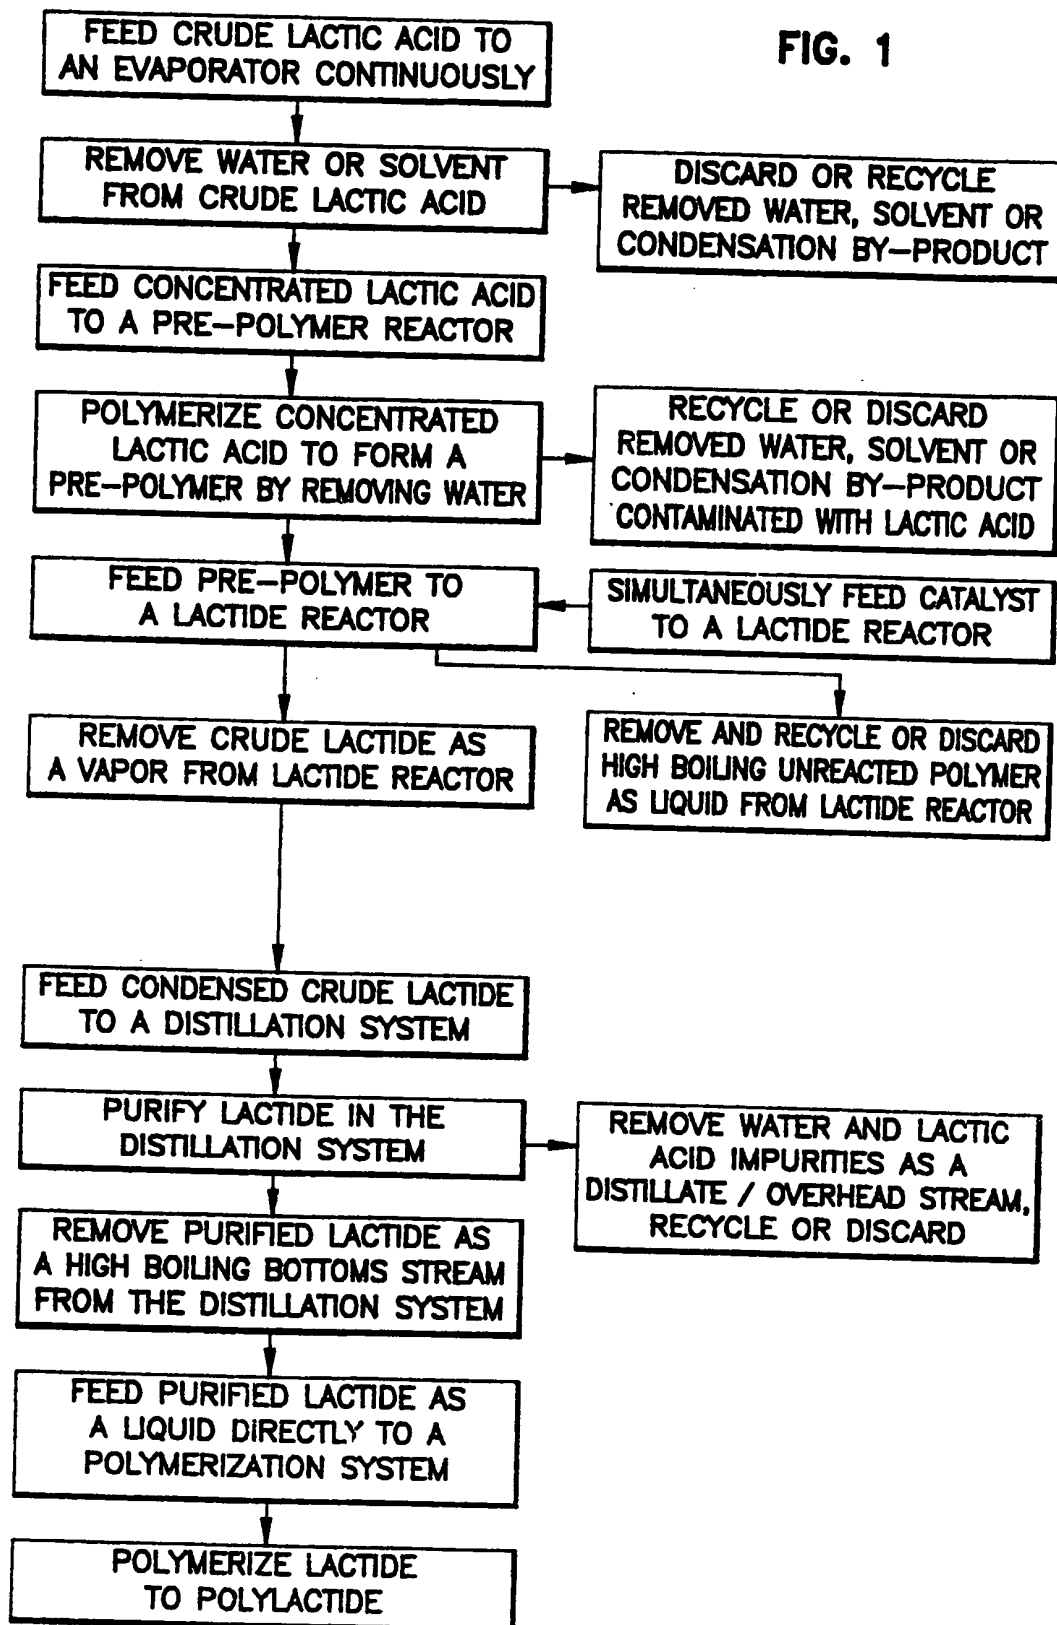 FIG. 1
FEED CRUDE LACTIC ACID TO
AN EVAPORATOR CONTINUOUSLY
REMOVE WATER OR SOLVENT
FROM CRUDE LACTIC ACID
DISCARD OR RECYCLE
REMOVED WATER, SOLVENT OR
CONDENSATION BY-PRODUCT
FEED CONCENTRATED LACTIC ACID
TO A PRE-POLYMER REACTOR
POLYMERIZE CONCENTRATED
LACTIC ACID TO FORM A
PRE-POLYMER BY REMOVING WATER
RECYCLE OR DISCARD
REMOVED WATER, SOLVENT OR
CONDENSATION BY-PRODUCT
CONTAMINATED WITH LACTIC ACID
FEED PRE-POLYMER TO
A LACTIDE REACTOR
SIMULTANEOUSLY FEED CATALYST
TO A LACTIDE REACTOR
REMOVE CRUDE LACTIDE AS
A VAPOR FROM LACTIDE REACTOR
REMOVE AND RECYCLE OR DISCARD
HIGH BOILING UNREACTED POLYMER
AS LIQUID FROM LACTIDE REACTOR
FEED CONDENSED CRUDE LACTIDE
TO A DISTILLATION SYSTEM
PURIFY LACTIDE IN THE
DISTILLATION SYSTEM
REMOVE WATER AND LACTIC
ACID IMPURITIES AS A
DISTILLATE / OVERHEAD STREAM,
RECYCLE OR DISCARD
REMOVE PURIFIED LACTIDE AS
A HIGH BOILING BOTTOMS STREAM
FROM THE DISTILLATION SYSTEM
FEED PURIFIED LACTIDE AS
A LIQUID DIRECTLY TO A
POLYMERIZATION SYSTEM
POLYMERIZE LACTIDE
TO POLYLACTIDE